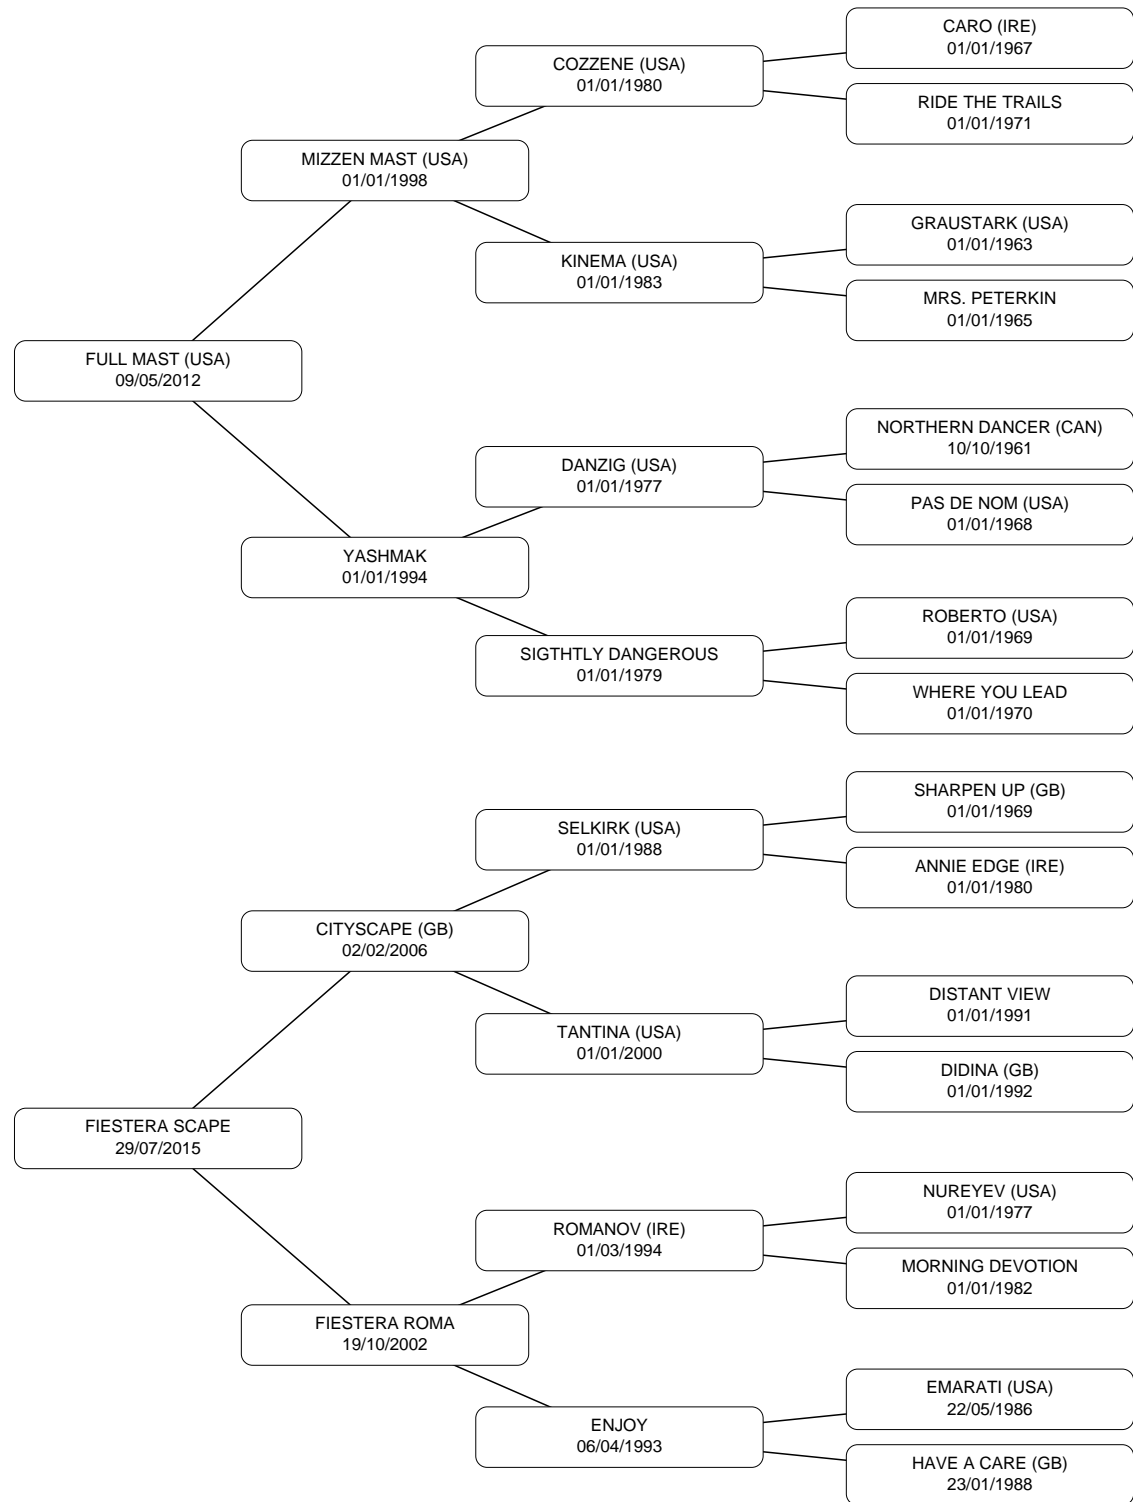 CARO (IRE)
01/01/1967
COZZENE (USA)
01/01/1980
RIDE THE TRAILS
01/01/1971
MIZZEN MAST (USA)
01/01/1998
GRAUSTARK (USA)
01/01/1963
KINEMA (USA)
01/01/1983
MRS. PETERKIN
01/01/1965
FULL MAST (USA)
09/05/2012
NORTHERN DANCER (CAN)
10/10/1961
DANZIG (USA)
01/01/1977
PAS DE NOM (USA)
01/01/1968
YASHMAK
01/01/1994
ROBERTO (USA)
01/01/1969
SIGTHTLY DANGEROUS
01/01/1979
WHERE YOU LEAD
01/01/1970
SHARPEN UP (GB)
01/01/1969
SELKIRK (USA)
01/01/1988
ANNIE EDGE (IRE)
01/01/1980
CITYSCAPE (GB)
02/02/2006
DISTANT VIEW
01/01/1991
TANTINA (USA)
01/01/2000
DIDINA (GB)
01/01/1992
FIESTERA SCAPE
29/07/2015
NUREYEV (USA)
01/01/1977
ROMANOV (IRE)
01/03/1994
MORNING DEVOTION
01/01/1982
FIESTERA ROMA
19/10/2002
EMARATI (USA)
22/05/1986
ENJOY
06/04/1993
HAVE A CARE (GB)
23/01/1988